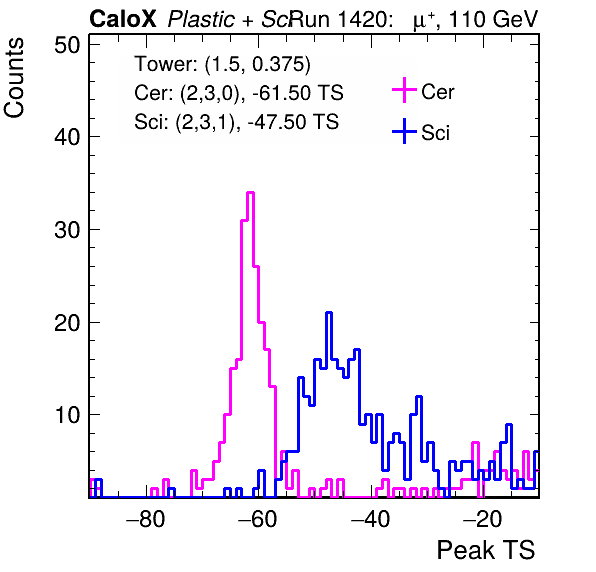 CaloX Plastic + Sci Run 1420: μ⁺, 110 GeV
Counts
50
Tower: (1.5, 0.375)
Cer: (2,3,0), -61.50 TS
Sci: (2,3,1), -47.50 TS
Cer
Sci
40
30
20
10
−80 −60 −40 −20
Peak TS